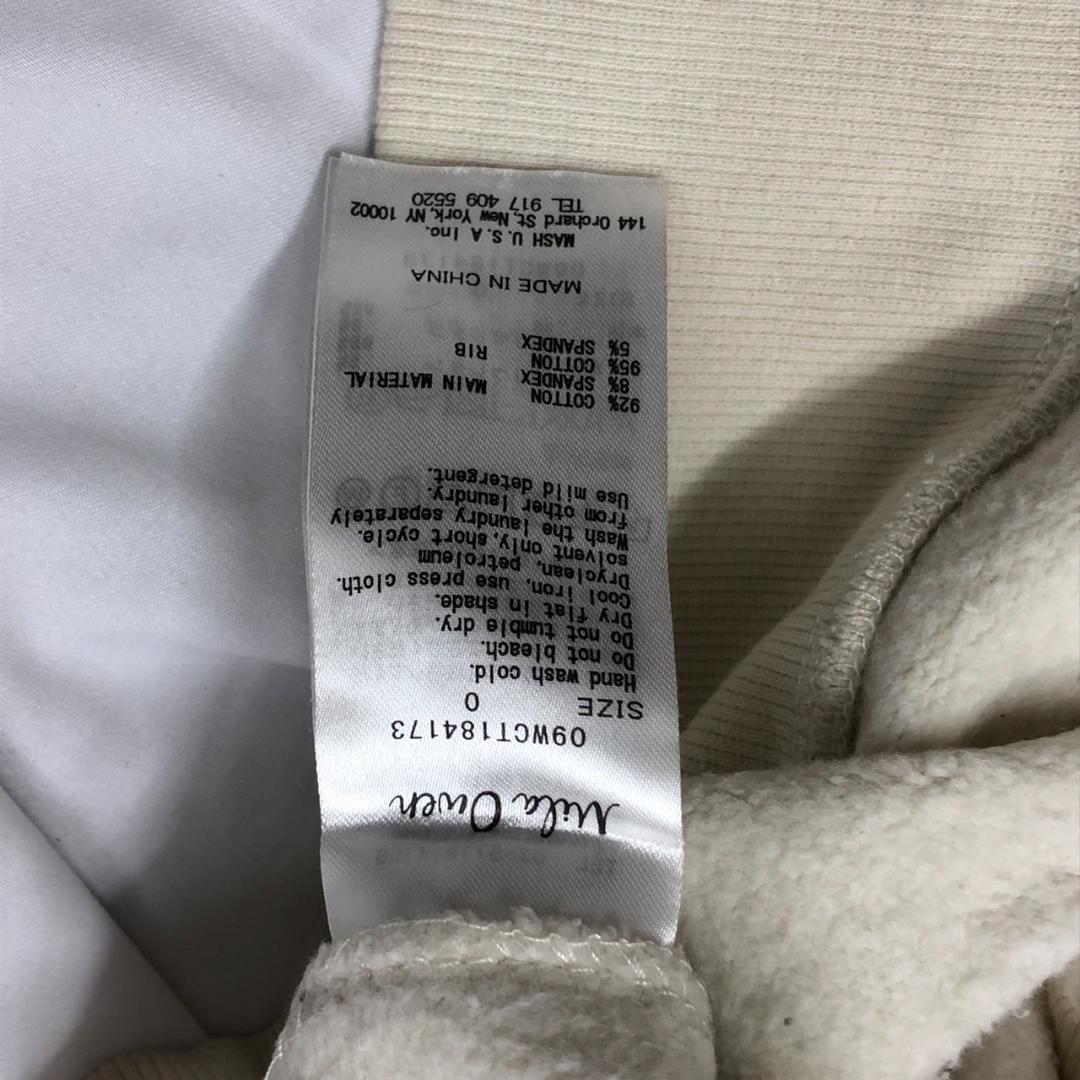 Mila Owen
09WCT184173
SIZE 0
Hand wash cold.
Do not bleach.
Do not tumble dry.
Dry flat in shade.
Cool iron, use press cloth.
Dryclean, petroleum
solvent only, short cycle.
Wash the laundry separately
from other laundry.
Use mild detergent.
92% COTTON MAIN MATERIAL
8% SPANDEX
95% COTTON RIB
5% SPANDEX
MADE IN CHINA
MASH U.S.A Inc.
144 Orchard St, New York, NY 10002
TEL 917 409 5520